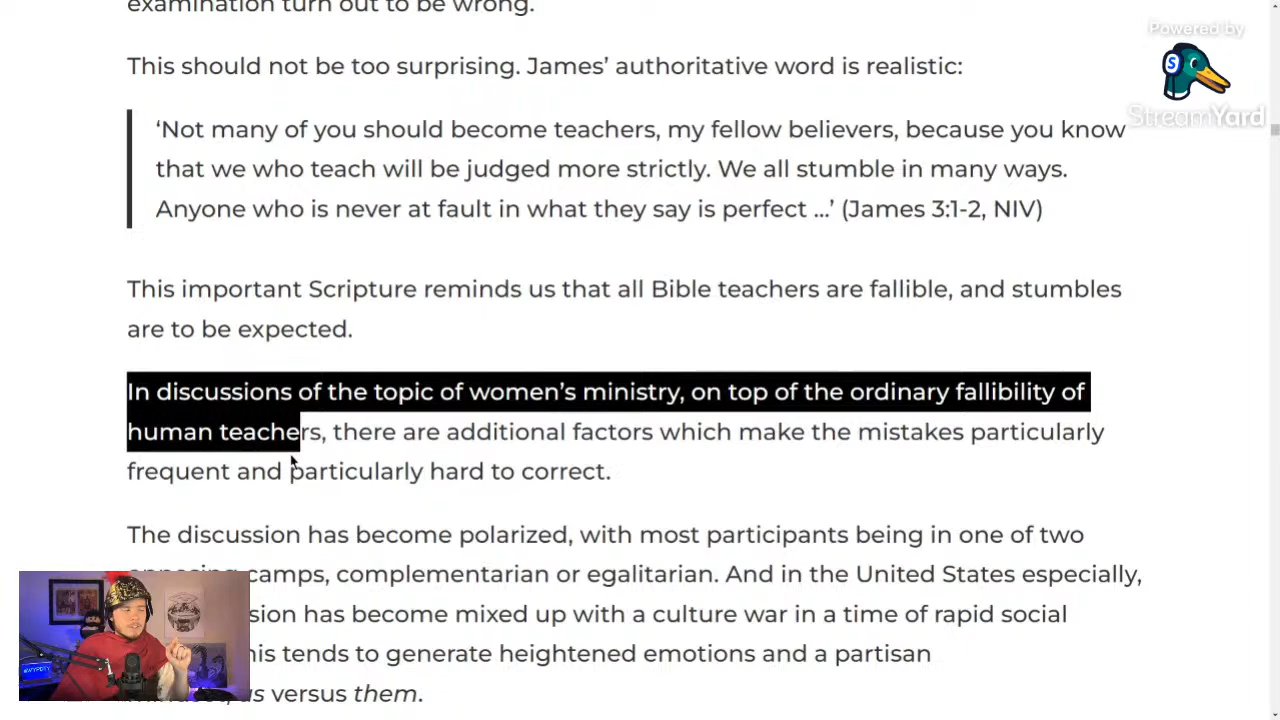 examination turn out to be wrong.
Powered by
This should not be too surprising. James’ authoritative word is realistic:
S
StreamYard
‘Not many of you should become teachers, my fellow believers, because you know
that we who teach will be judged more strictly. We all stumble in many ways.
Anyone who is never at fault in what they say is perfect …’ (James 3:1-2, NIV)
This important Scripture reminds us that all Bible teachers are fallible, and stumbles
are to be expected.
In discussions of the topic of women’s ministry, on top of the ordinary fallibility of
human teachers, there are additional factors which make the mistakes particularly
frequent and particularly hard to correct.
The discussion has become polarized, with most participants being in one of two
camps, complementarian or egalitarian. And in the United States especially,
has become mixed up with a culture war in a time of rapid social
tends to generate heightened emotions and a partisan
versus them.